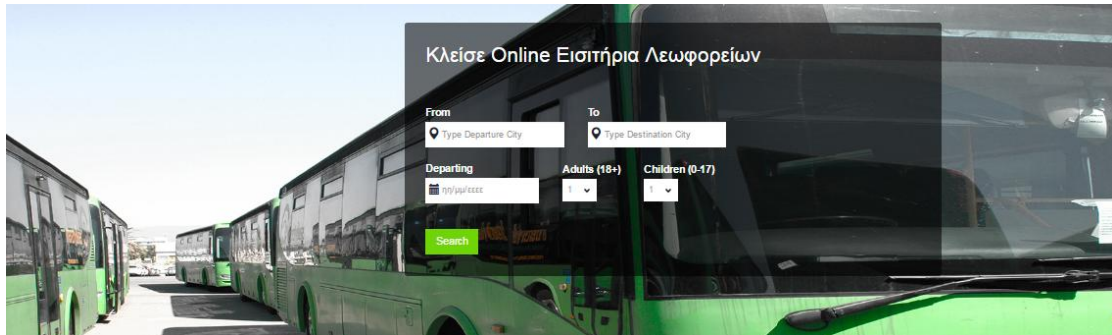 Κλείσε Online Εισιτήρια Λεωφορείων
From To
Type Departure City Type Destination City
Departing Adults (18+) Children (0-17)
ηη/μμ/εεεε 1 1
Search